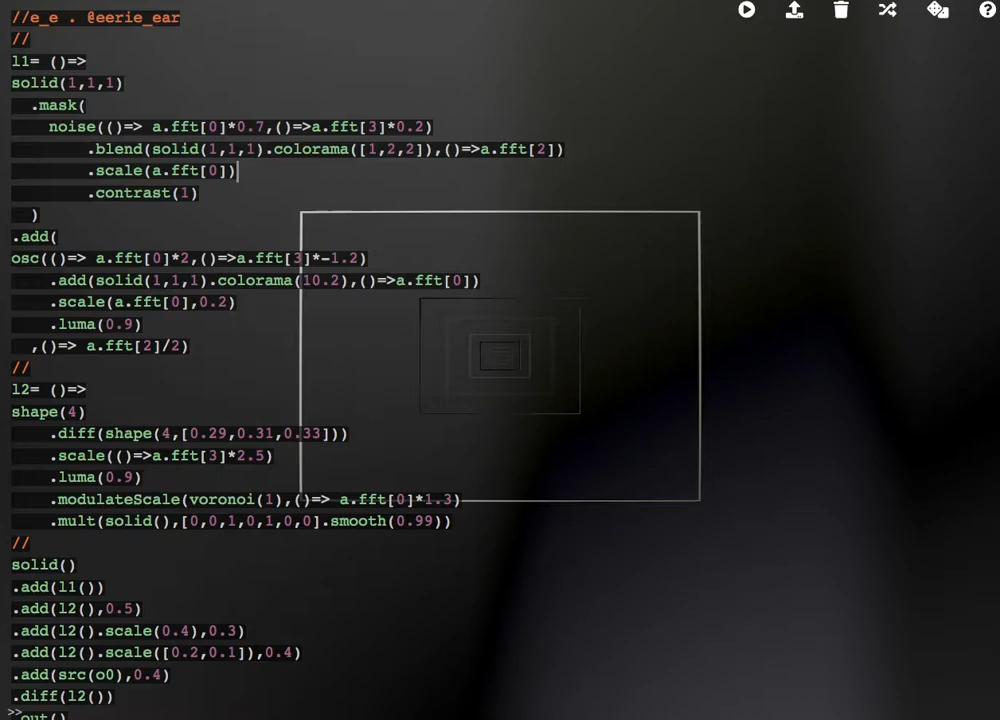 //e_e . @eerie_ear
//
l1= ()=>
solid(1,1,1)
.mask(
noise(()=> a.fft[0]*0.7,()=>a.fft[3]*0.2)
.blend(solid(1,1,1).colorama([1,2,2]),()=>a.fft[2])
.scale(a.fft[0])
.contrast(1)
)
.add(
osc(()=> a.fft[0]*2,()=>a.fft[3]*-1.2)
.add(solid(1,1,1).colorama(10.2),()=>a.fft[0])
.scale(a.fft[0],0.2)
.luma(0.9)
,()=> a.fft[2]/2)
//
l2= ()=>
shape(4)
.diff(shape(4,[0.29,0.31,0.33]))
.scale(()=>a.fft[3]*2.5)
.luma(0.9)
.modulateScale(voronoi(1),()=> a.fft[0]*1.3)
.mult(solid(),[0,0,1,0,1,0,0].smooth(0.99))
//
solid()
.add(l1())
.add(l2(),0.5)
.add(l2().scale(0.4),0.3)
.add(l2().scale([0.2,0.1]),0.4)
.add(src(o0),0.4)
.diff(l2())
>>
.out()